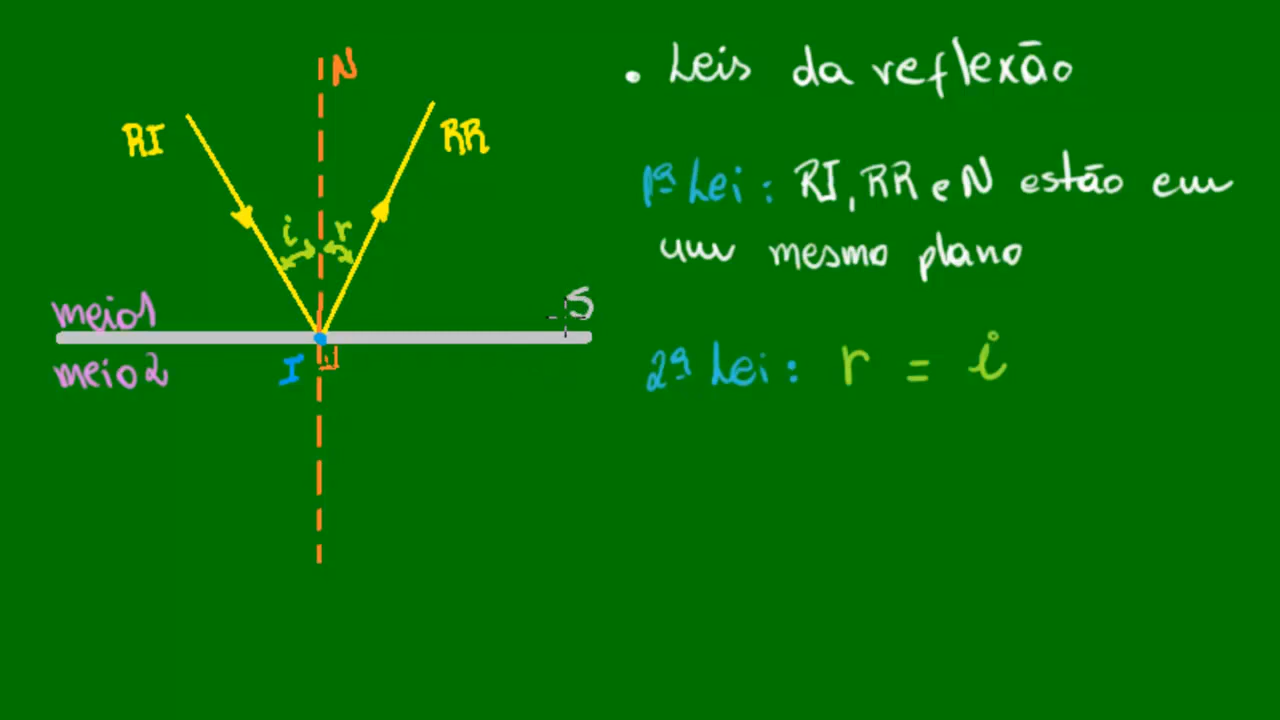 N
RI
RR
i
r
meio1
S
meio2
I
• Leis da reflexão
1ª Lei: RI, RR e N estão em
um mesmo plano
2ª Lei: r = i